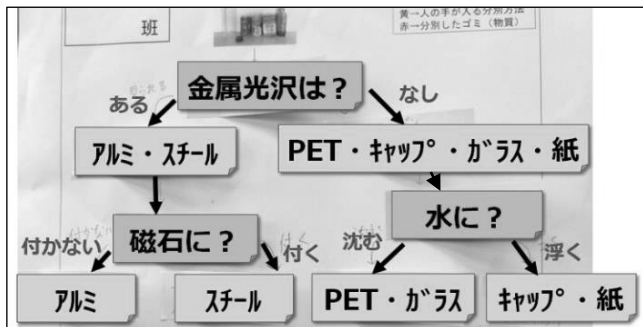 班
黄→人の手が入る分別方法
赤→分別したゴミ（物質）
金属光沢は？
ある
なし
ｱﾙﾐ・ｽﾁｰﾙ
PET・ｷｬｯﾌﾟ・ｶﾞﾗｽ・紙
磁石に？
水に？
付かない
付く
沈む
浮く
ｱﾙﾐ
ｽﾁｰﾙ
PET・ｶﾞﾗｽ
ｷｬｯﾌﾟ・紙